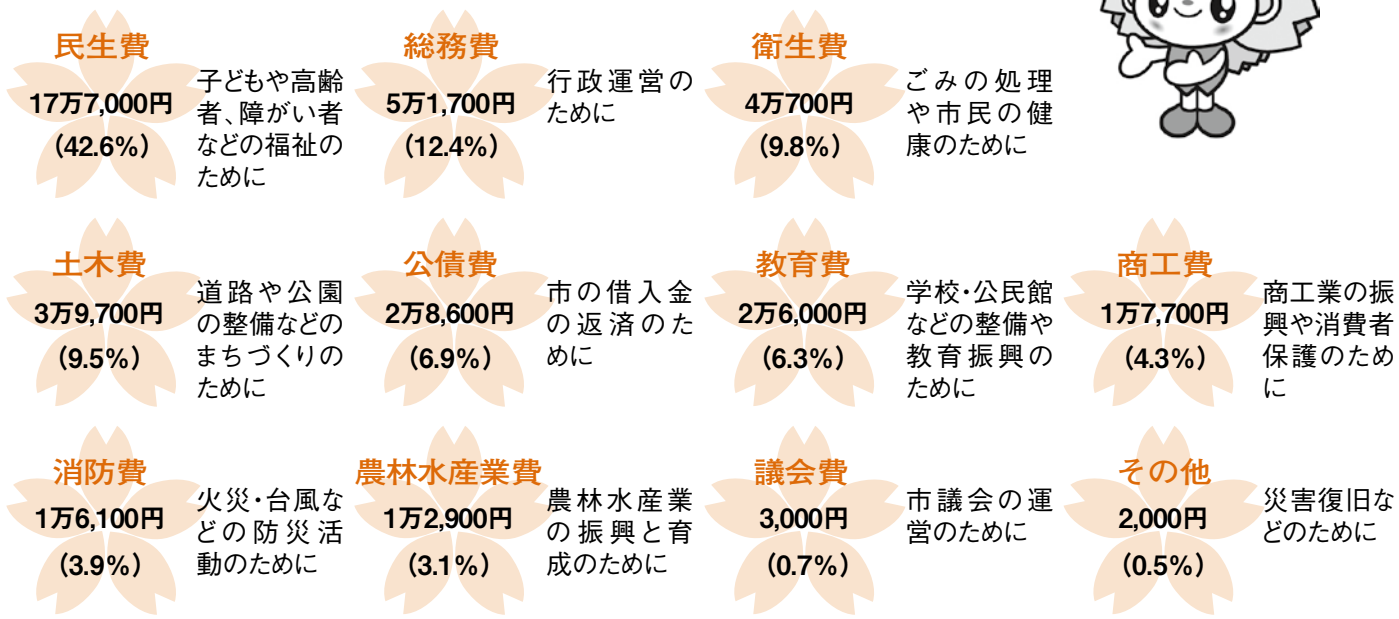 民生費
17万7,000円
(42.6%)
子どもや高齢
者、障がい者
などの福祉の
ために
総務費
5万1,700円
(12.4%)
行政運営の
ために
衛生費
4万700円
(9.8%)
ごみの処理
や市民の健
康のために
土木費
3万9,700円
(9.5%)
道路や公園
の整備などの
まちづくりの
ために
公債費
2万8,600円
(6.9%)
市の借入金
の返済のた
めに
教育費
2万6,000円
(6.3%)
学校・公民館
などの整備や
教育振興の
ために
商工費
1万7,700円
(4.3%)
商工業の振
興や消費者
保護のため
に
消防費
1万6,100円
(3.9%)
火災・台風な
どの防災活
動のために
農林水産業費
1万2,900円
(3.1%)
農林水産業
の振興と育
成のために
議会費
3,000円
(0.7%)
市議会の運
営のために
その他
2,000円
(0.5%)
災害復旧な
どのために